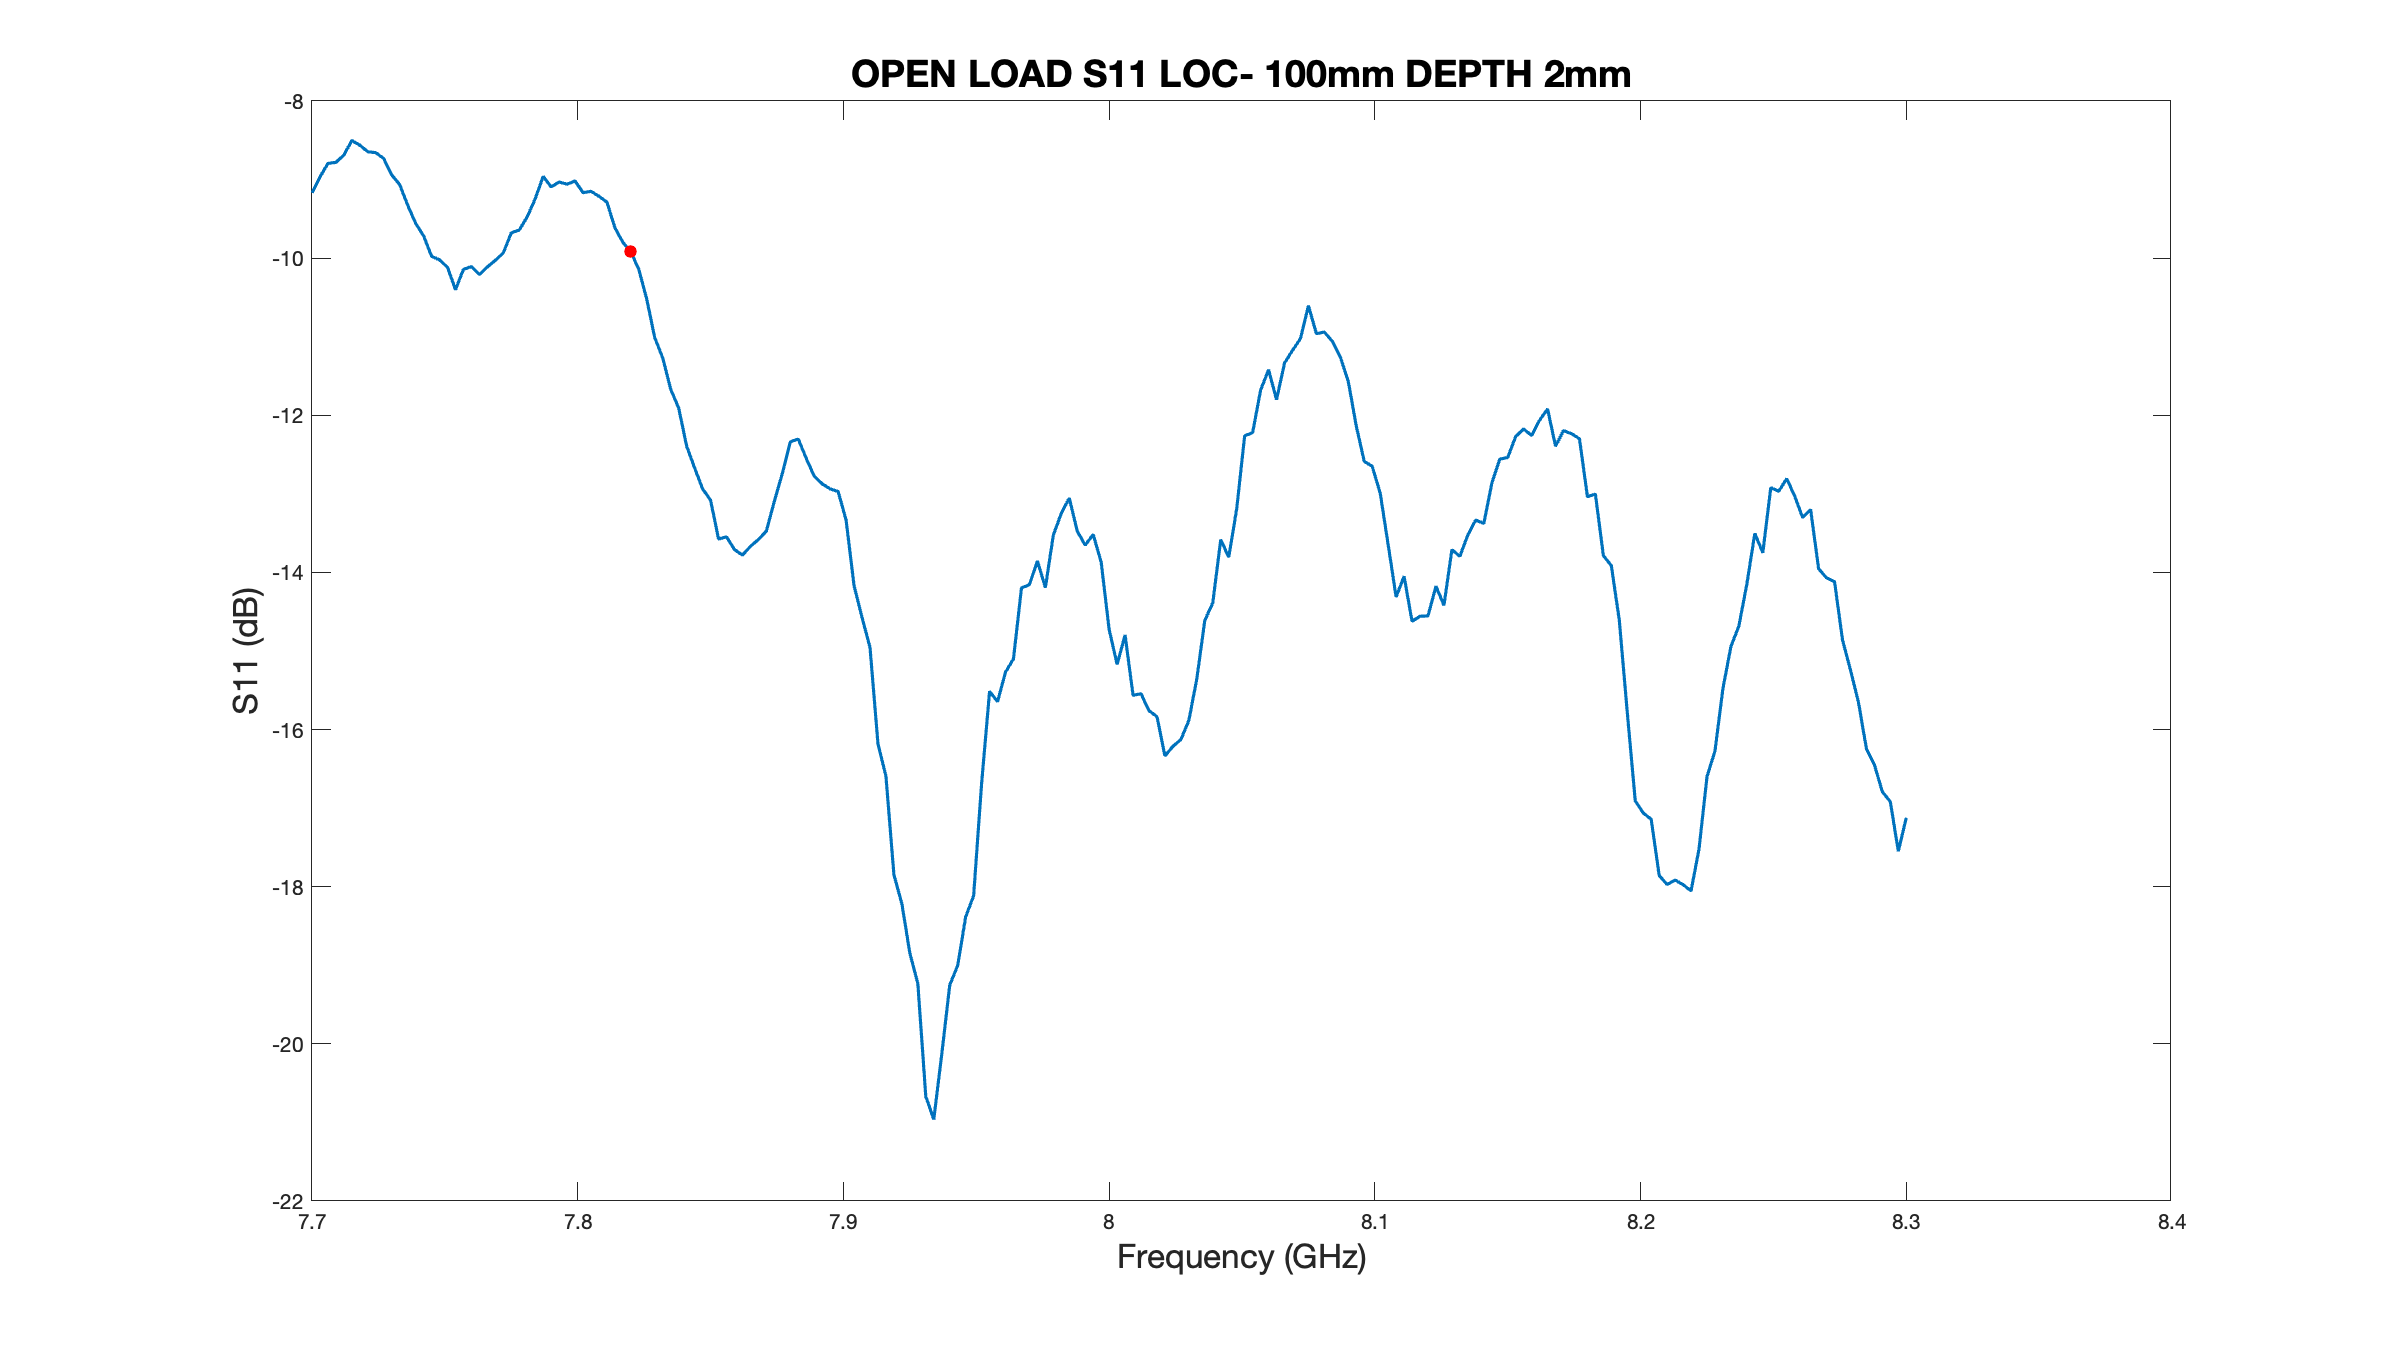 OPEN LOAD S11 LOC- 100mm DEPTH 2mm
-8
-10
-12
-14
-16
-18
-20
-22
S11 (dB)
7.7 7.8 7.9 8 8.1 8.2 8.3 8.4
Frequency (GHz)